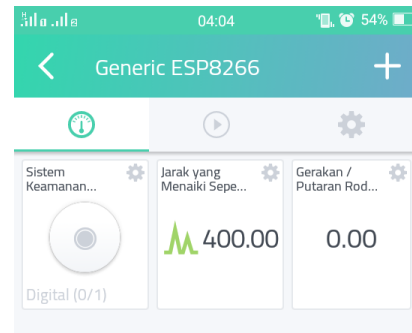 04:04
54%
Generic ESP8266
Sistem
Keamanan...
Jarak yang
Menaiki Sepe...
Gerakan /
Putaran Rod...
400.00
0.00
Digital (0/1)